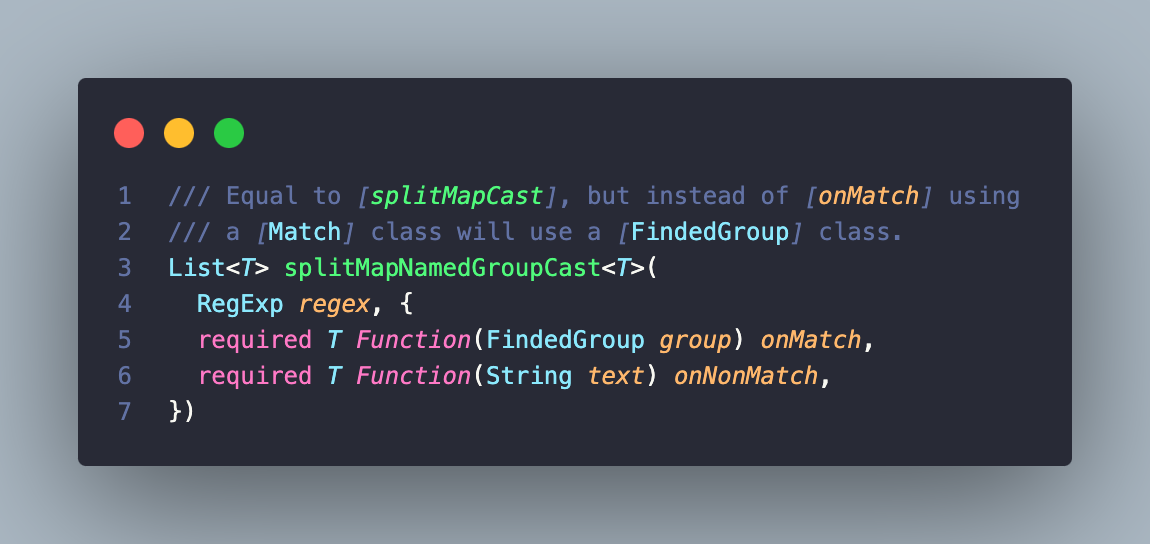 1 /// Equal to [splitMapCast], but instead of [onMatch] using
2 /// a [Match] class will use a [FindedGroup] class.
3 List<T> splitMapNamedGroupCast<T>(
4   RegExp regex, {
5   required T Function(FindedGroup group) onMatch,
6   required T Function(String text) onNonMatch,
7 })